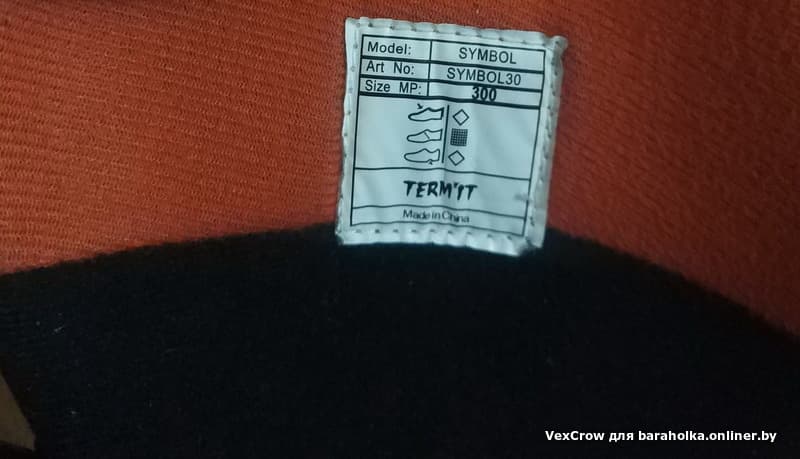 Model: SYMBOL
Art No: SYMBOL30
Size MP: 300
TERM'IT
Made in China
VexCrow для baraholka.onliner.by